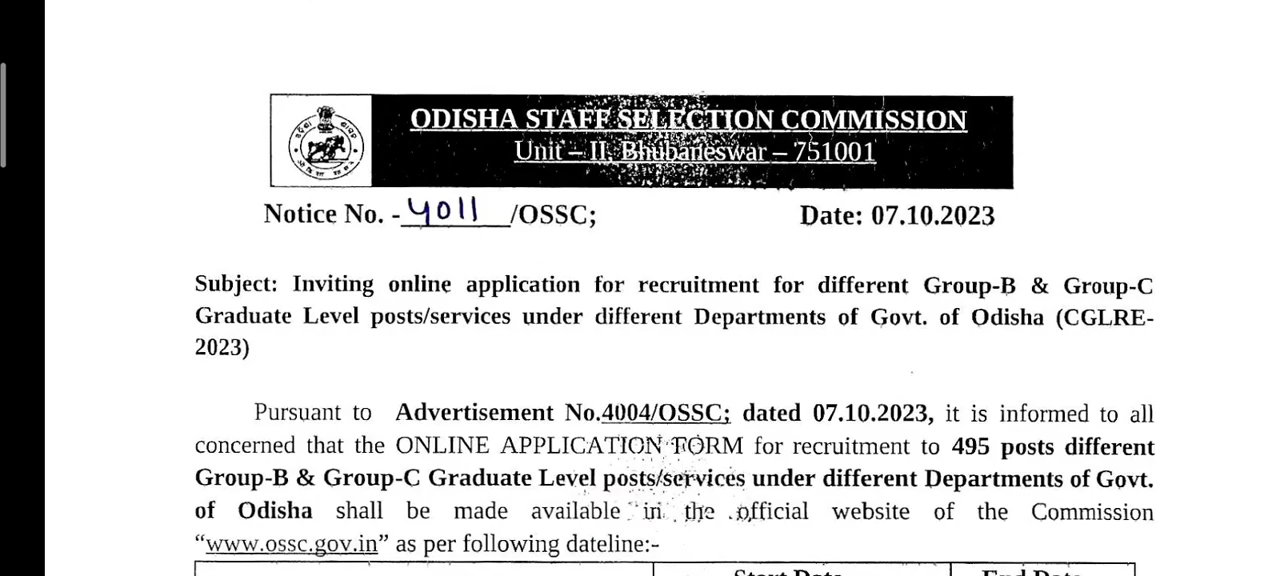 ODISHA STAFF SELECTION COMMISSION
Unit – II, Bhubaneswar – 751001
Notice No. - 4011 /OSSC;
Date: 07.10.2023
Subject: Inviting online application for recruitment for different Group-B & Group-C
Graduate Level posts/services under different Departments of Govt. of Odisha (CGLRE-
2023)
Pursuant to Advertisement No.4004/OSSC; dated 07.10.2023, it is informed to all
concerned that the ONLINE APPLICATION FORM for recruitment to 495 posts different
Group-B & Group-C Graduate Level posts/services under different Departments of Govt.
of Odisha shall be made available in the official website of the Commission
“www.ossc.gov.in” as per following dateline:-
Start Date
End Date